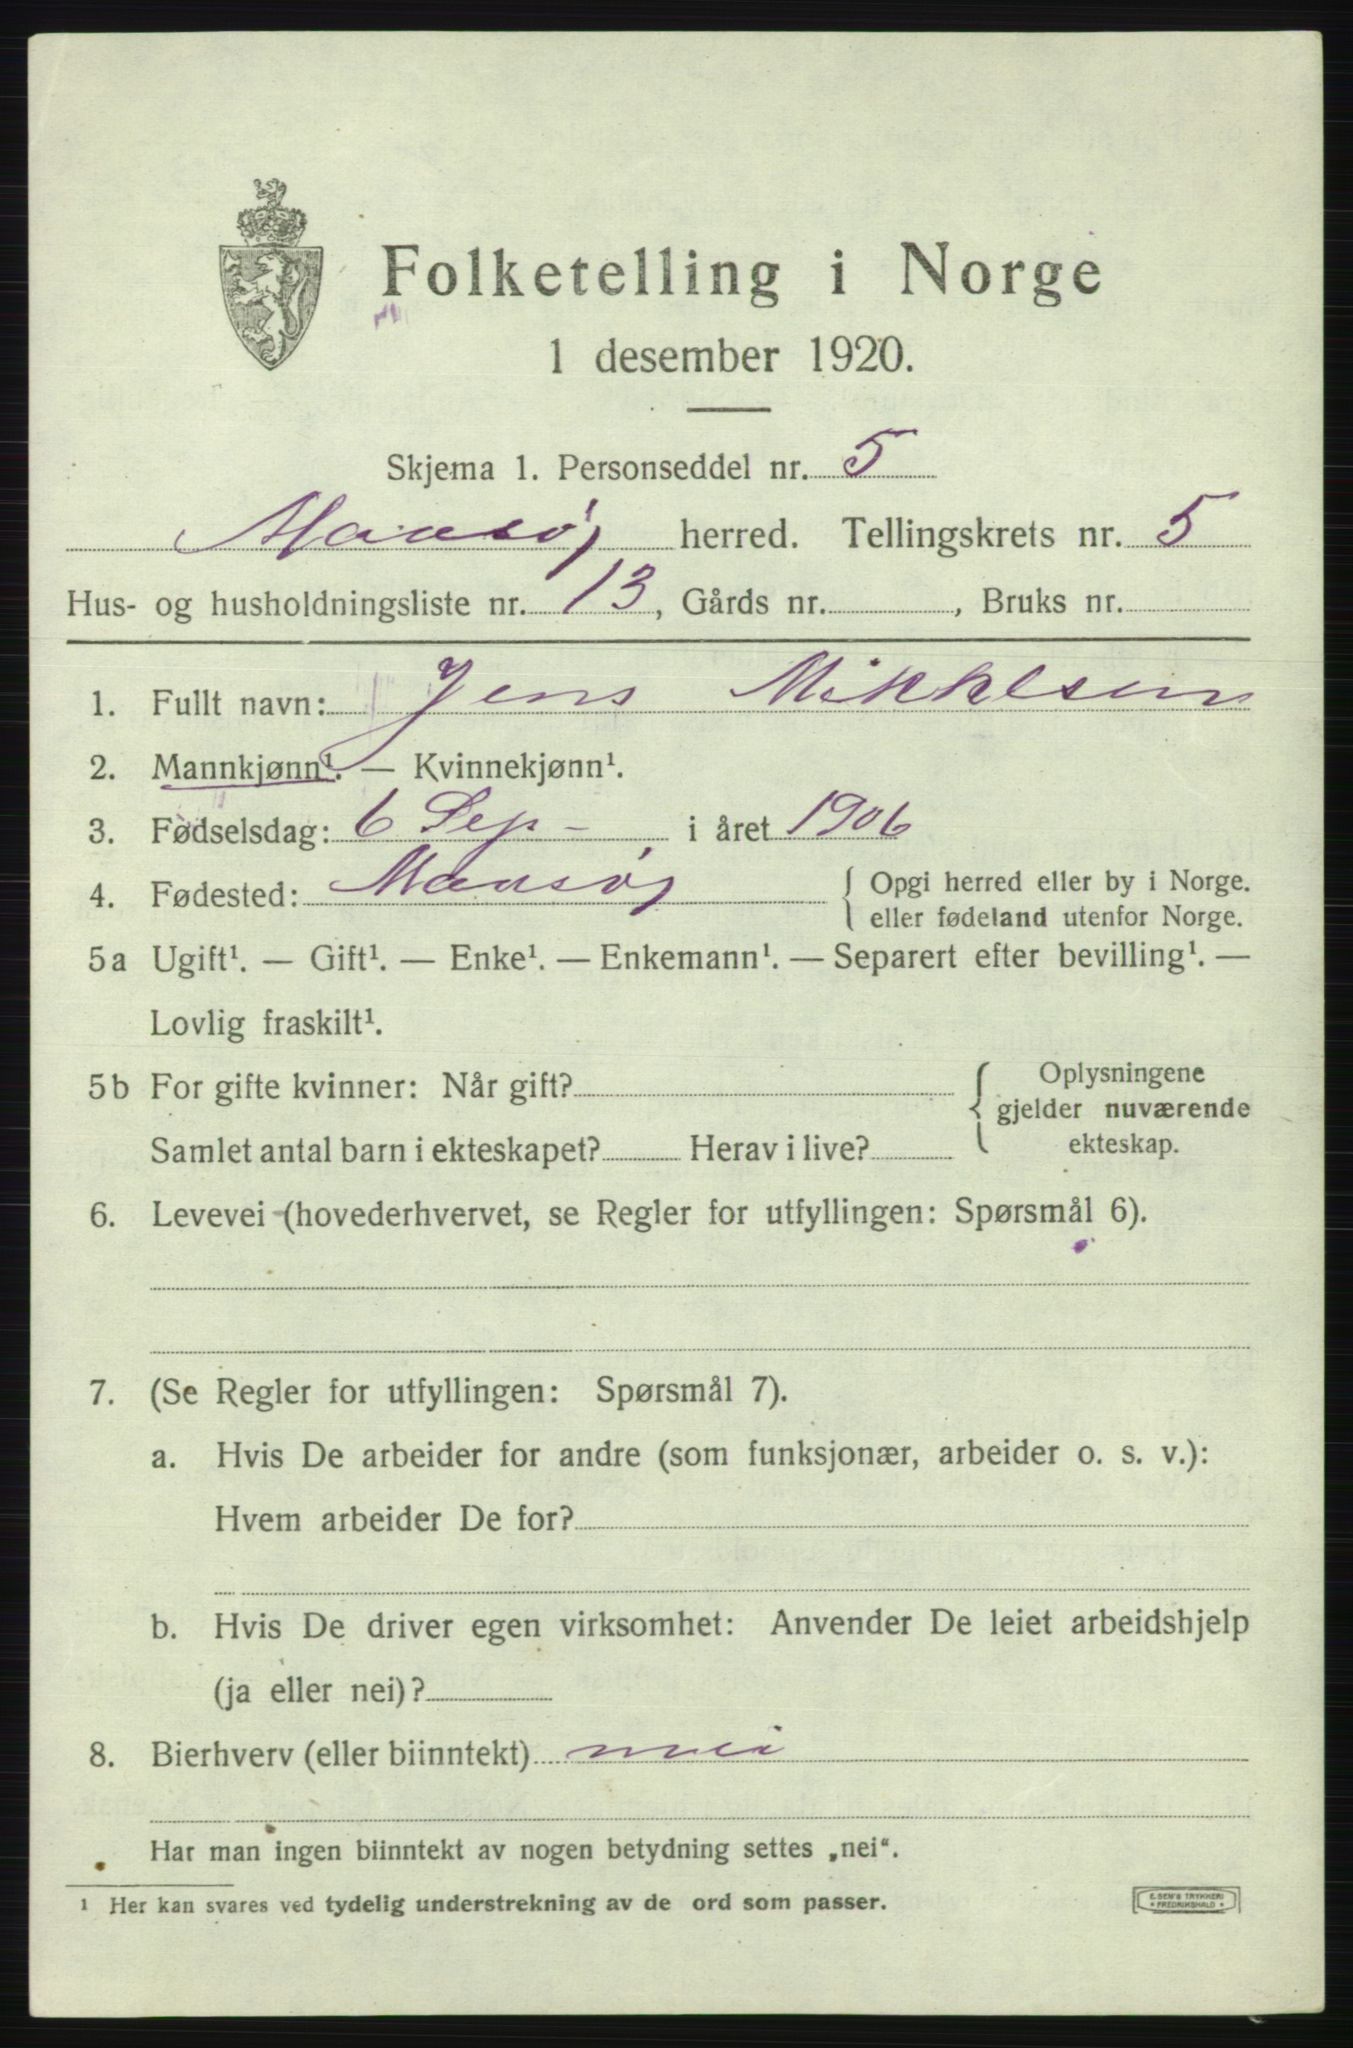 Folketelling i Norge
1 desember 1920.
Skjema 1. Personseddel nr. 5
Maasøy herred. Tellingskrets nr. 5
Hus- og husholdningsliste nr. 13, Gårds nr. , Bruks nr.
1. Fullt navn: Jens Mikkelsen
2. Mannkjønn¹. — Kvinnekjønn¹.
3. Fødselsdag: 6 Sep - i året 1906
4. Fødested: Maasøy { Opgi herred eller by i Norge.
eller fødeland utenfor Norge.
5a Ugift¹. — Gift¹. — Enke¹. — Enkemann¹. — Separert efter bevilling¹. —
Lovlig fraskilt¹.
5b For gifte kvinner: Når gift? { Oplysningene
gjelder nuværende
ekteskap.
Samlet antal barn i ekteskapet? Herav i live?
6. Levevei (hovederhvervet, se Regler for utfyllingen: Spørsmål 6).
7. (Se Regler for utfyllingen: Spørsmål 7).
a. Hvis De arbeider for andre (som funksjonær, arbeider o. s. v.):
Hvem arbeider De for?
b. Hvis De driver egen virksomhet: Anvender De leiet arbeidshjelp
(ja eller nei)?
8. Bierhverv (eller biinntekt) nei
Har man ingen biinntekt av nogen betydning settes „nei“.
¹ Her kan svares ved tydelig understrekning av de ord som passer.
E. SEM'S TRYKKERI
* FREDRIKSHALD *